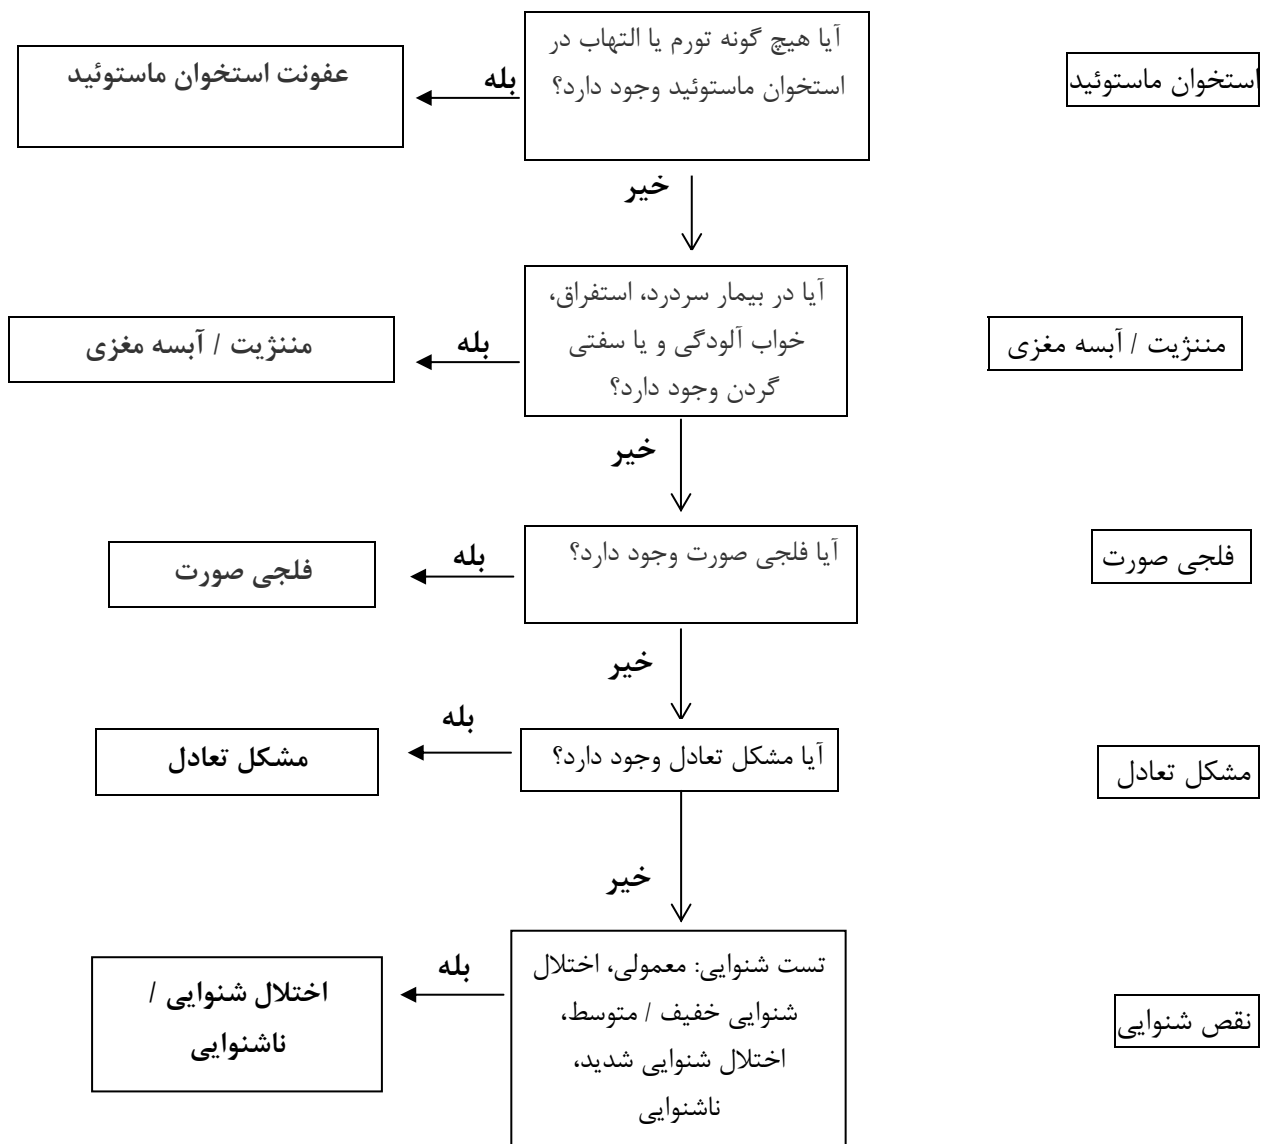 استخوان ماستوئید
آیا هیچ گونه تورم یا التهاب در
استخوان ماستوئید وجود دارد؟
بله
عفونت استخوان ماستوئید
خیر
مننژیت / آبسه مغزی
آیا در بیمار سردرد، استفراق،
خواب آلودگی و یا سفتی
گردن وجود دارد؟
بله
مننژیت / آبسه مغزی
خیر
فلجی صورت
آیا فلجی صورت وجود دارد؟
بله
فلجی صورت
خیر
مشکل تعادل
آیا مشکل تعادل وجود دارد؟
بله
مشکل تعادل
خیر
نقص شنوایی
تست شنوایی: معمولی، اختلال
شنوایی خفیف / متوسط،
اختلال شنوایی شدید،
ناشنوایی
بله
اختلال شنوایی /
ناشنوایی